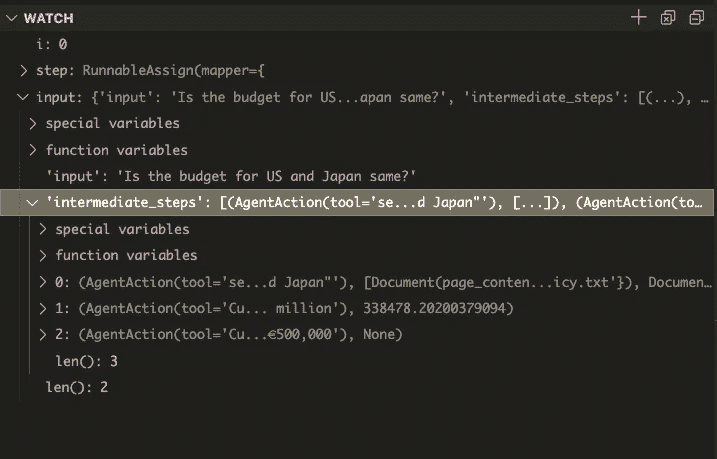 WATCH
i: 0
step: RunnableAssign(mapper={
input: {'input': 'Is the budget for US...apan same?', 'intermediate_steps': [(...), …
special variables
function variables
'input': 'Is the budget for US and Japan same?'
'intermediate_steps': [(AgentAction(tool='se...d Japan"'), [...]), (AgentAction(to…
special variables
function variables
0: (AgentAction(tool='se...d Japan"'), [Document(page_conten...icy.txt'}), Documen…
1: (AgentAction(tool='Cu... million'), 338478.20200379094)
2: (AgentAction(tool='Cu...€500,000'), None)
len(): 3
len(): 2